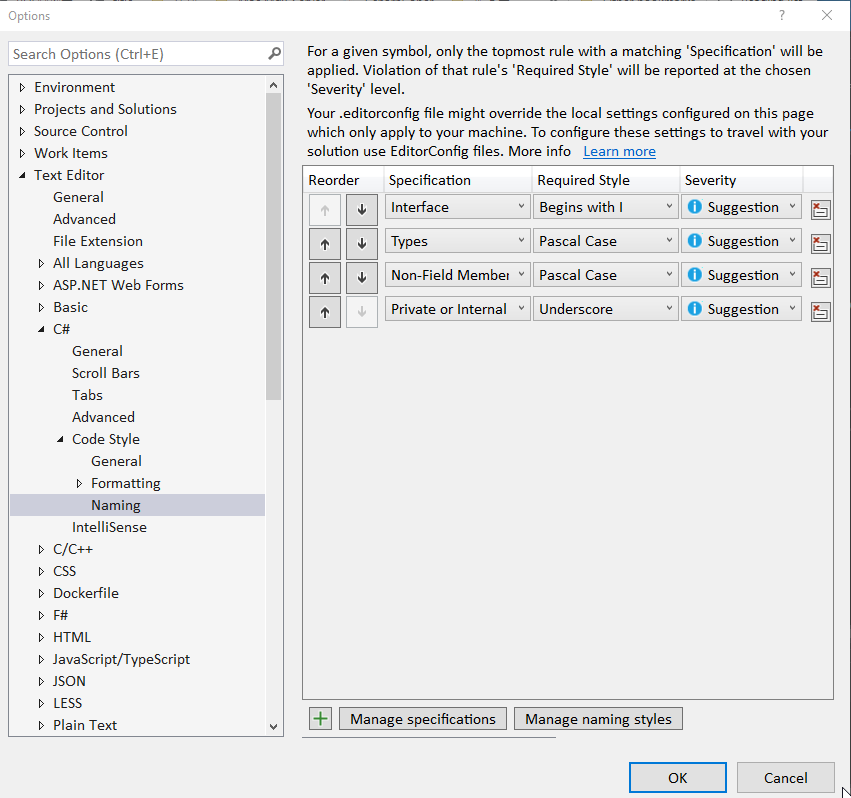 Options
?
Search Options (Ctrl+E)
Environment
Projects and Solutions
Source Control
Work Items
Text Editor
General
Advanced
File Extension
All Languages
ASP.NET Web Forms
Basic
C#
General
Scroll Bars
Tabs
Advanced
Code Style
General
Formatting
Naming
IntelliSense
C/C++
CSS
Dockerfile
F#
HTML
JavaScript/TypeScript
JSON
LESS
Plain Text
For a given symbol, only the topmost rule with a matching 'Specification' will be
applied. Violation of that rule's 'Required Style' will be reported at the chosen
'Severity' level.
Your .editorconfig file might override the local settings configured on this page
which only apply to your machine. To configure these settings to travel with your
solution use EditorConfig files. More info Learn more
Reorder Specification Required Style Severity
Interface Begins with I Suggestion
Types Pascal Case Suggestion
Non-Field Member Pascal Case Suggestion
Private or Internal Underscore Suggestion
Manage specifications Manage naming styles
OK Cancel